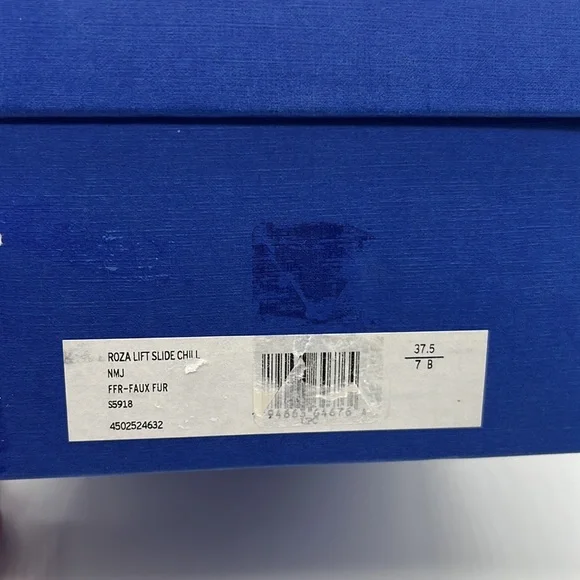 ROZA LIFT SLIDE CHILL
NMJ
FFR-FAUX FUR
S5918
4502524632
37.5
7 B